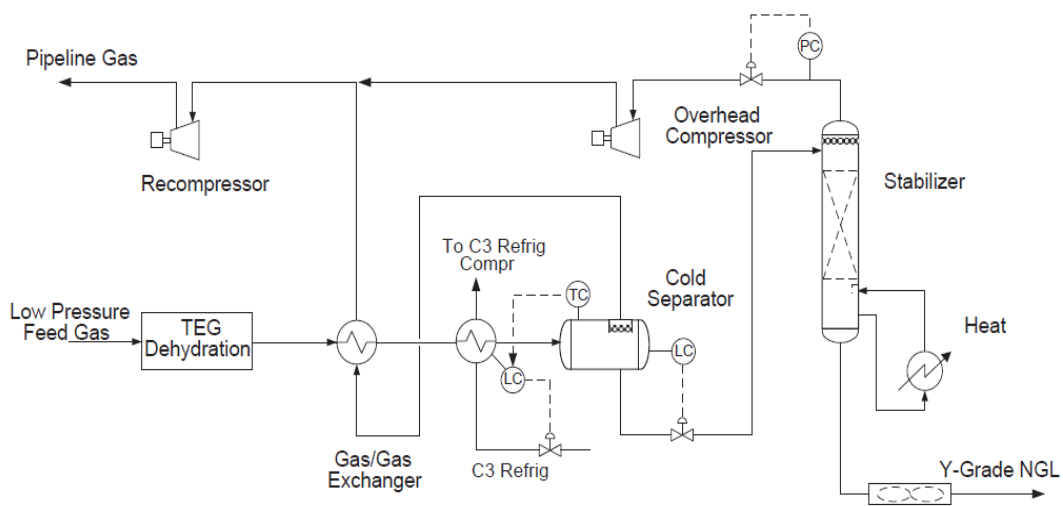 Pipeline Gas
PC
Overhead
Compressor
Recompressor
Stabilizer
To C3 Refrig
Compr
Cold
Separator
TC
Low Pressure
Feed Gas
TEG
Dehydration
LC
Heat
LC
Gas/Gas
Exchanger
C3 Refrig
Y-Grade NGL